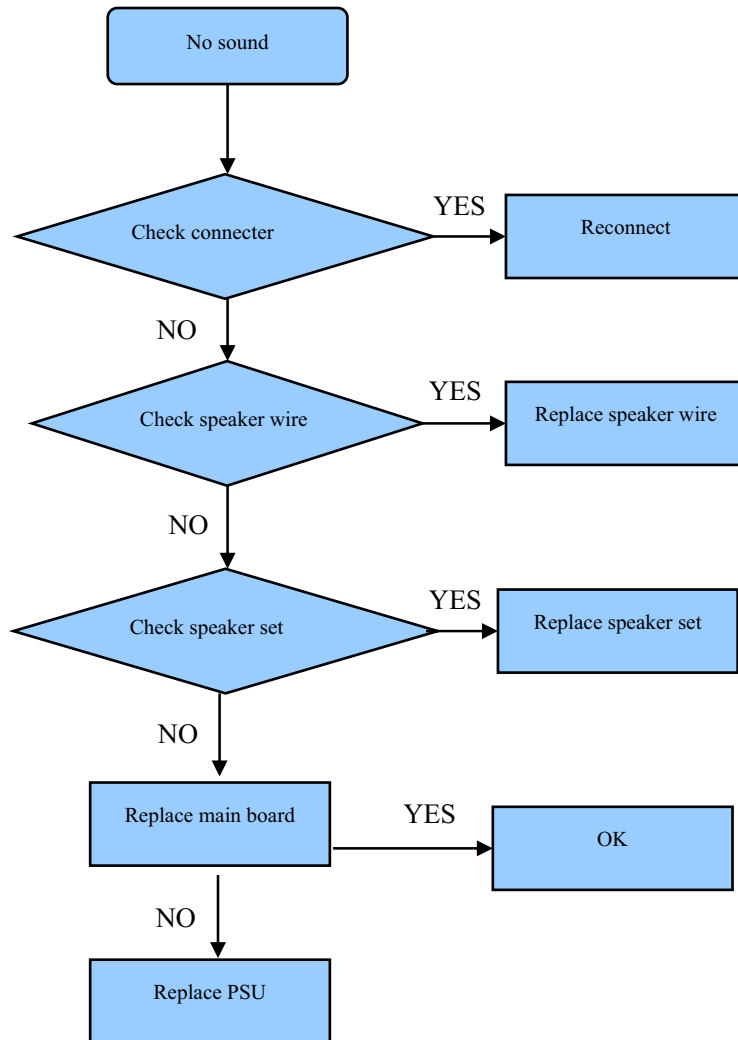 No sound
Check connecter
YES
Reconnect
NO
Check speaker wire
YES
Replace speaker wire
NO
Check speaker set
YES
Replace speaker set
NO
Replace main board
YES
OK
NO
Replace PSU